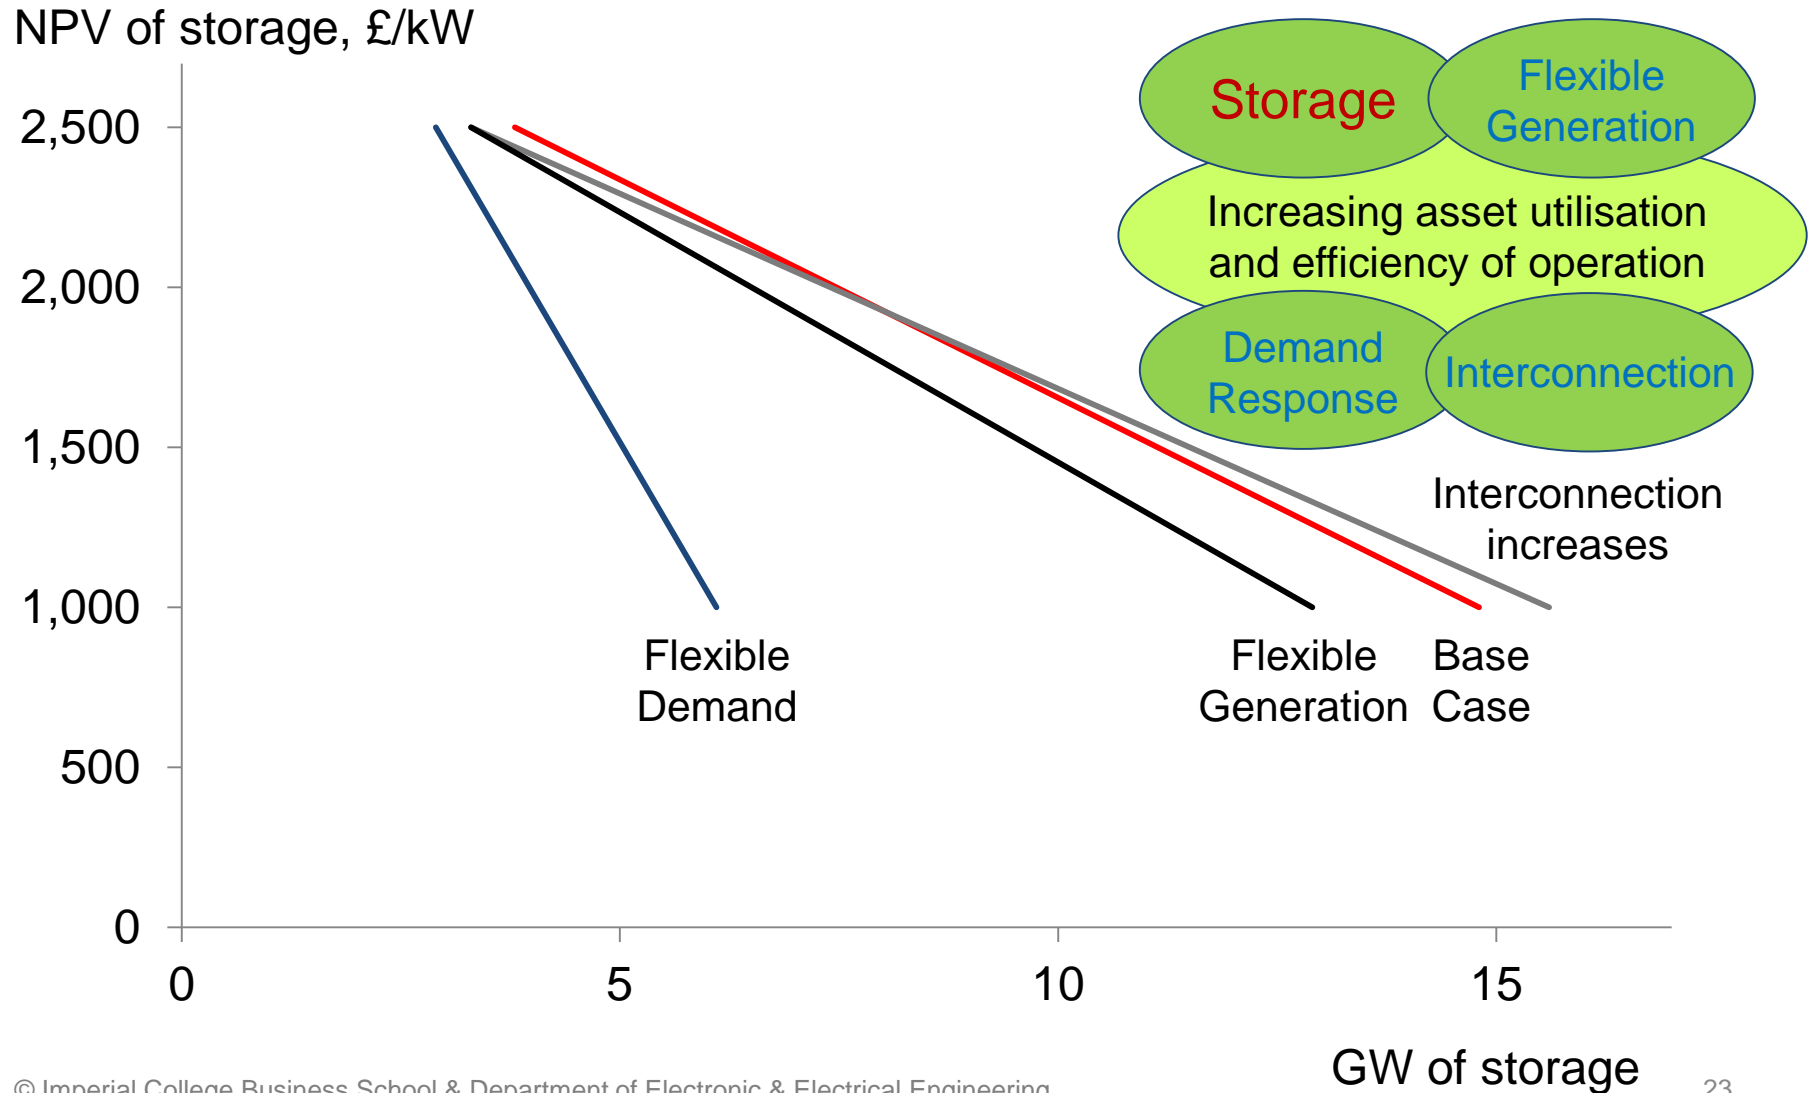 NPV of storage, £/kW
2,500
2,000
1,500
1,000
500
0
0
5
10
15
GW of storage
Storage
Flexible
Generation
Increasing asset utilisation
and efficiency of operation
Demand
Response
Interconnection
Interconnection
increases
Flexible
Demand
Flexible
Generation
Base
Case
© Imperial College Business School & Department of Electronic & Electrical Engineering
23